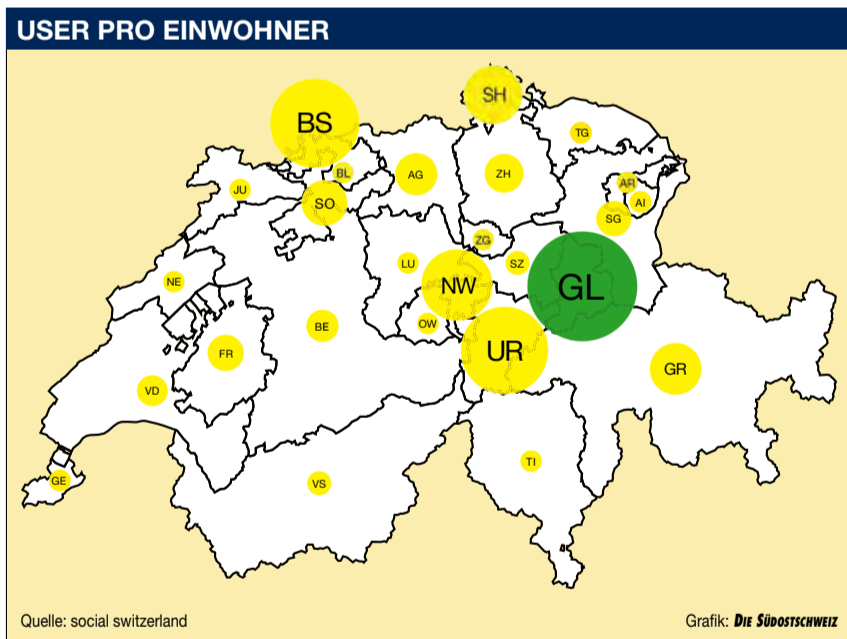 USER PRO EINWOHNER
SH
BS
TG
BL
AG
ZH
AR
JU
AI
SO
SG
ZG
LU
SZ
NE
NW
GL
OW
BE
UR
FR
GR
VD
TI
GE
VS
Quelle: social switzerland
Grafik: DIE SÜDOSTSCHWEIZ